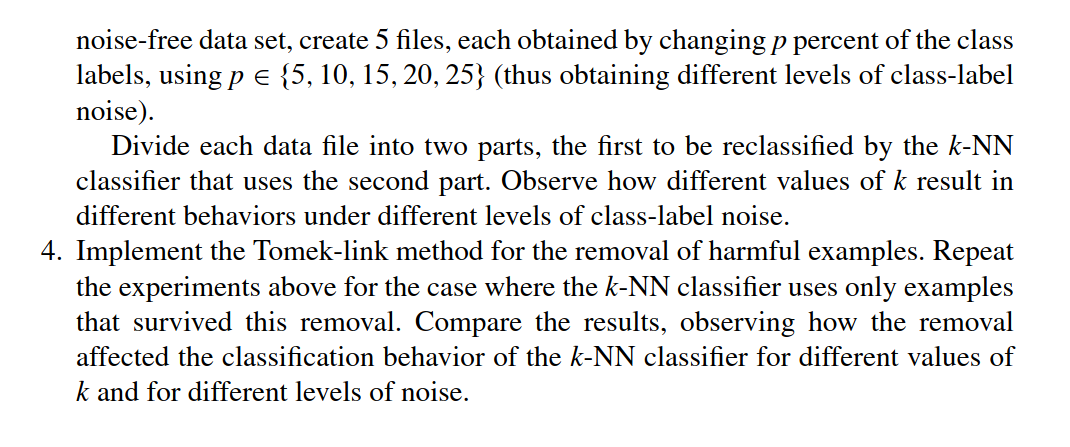 noise-free data set, create 5 files, each obtained by changing p percent of the class
labels, using p ∈ {5, 10, 15, 20, 25} (thus obtaining different levels of class-label
noise).
Divide each data file into two parts, the first to be reclassified by the k-NN
classifier that uses the second part. Observe how different values of k result in
different behaviors under different levels of class-label noise.
4. Implement the Tomek-link method for the removal of harmful examples. Repeat
the experiments above for the case where the k-NN classifier uses only examples
that survived this removal. Compare the results, observing how the removal
affected the classification behavior of the k-NN classifier for different values of
k and for different levels of noise.